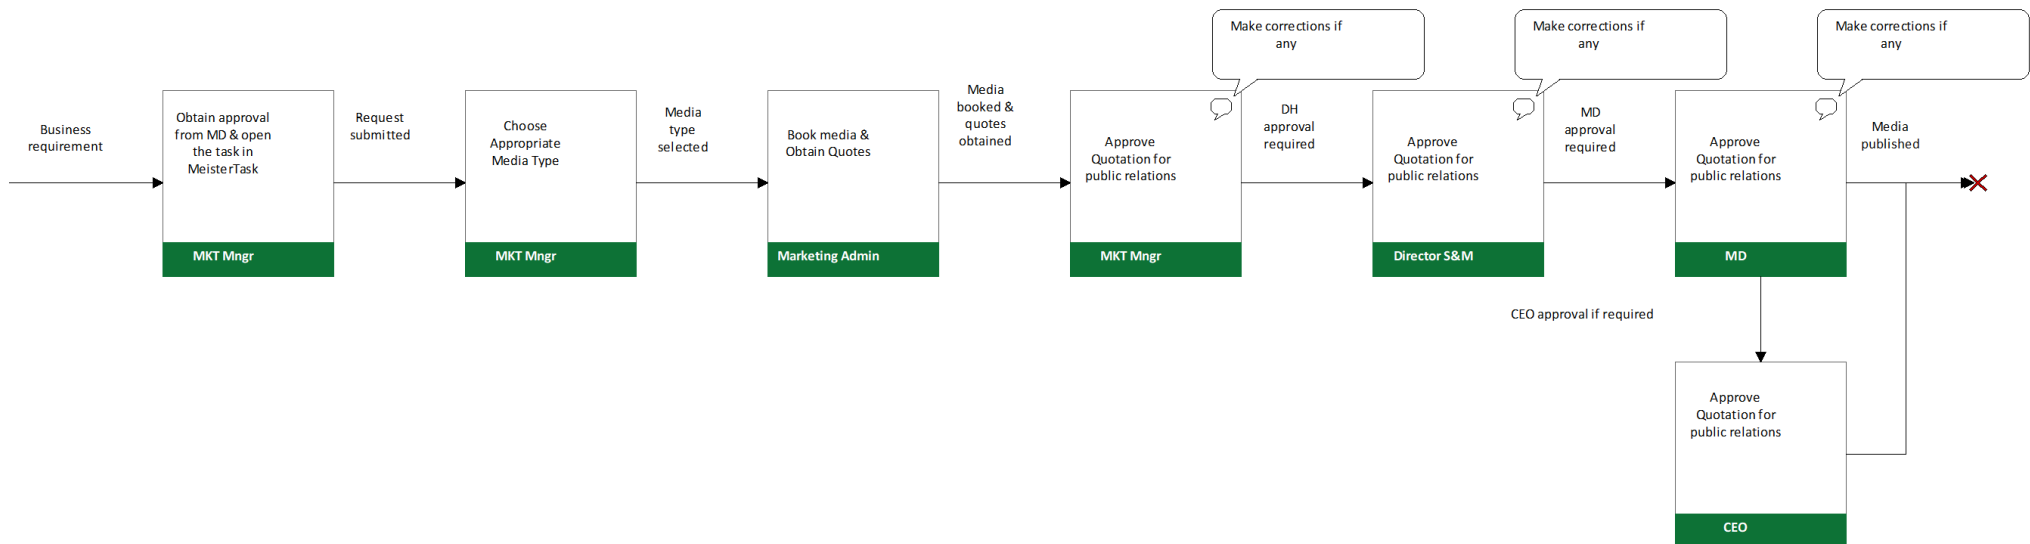 Business
requirement
Obtain approval
from MD & open
the task in
MeisterTask
MKT Mngr
Request
submitted
Choose
Appropriate
Media Type
MKT Mngr
Media
type
selected
Book media &
Obtain Quotes
Marketing Admin
Media
booked &
quotes
obtained
Make corrections if
any
Approve
Quotation for
public relations
MKT Mngr
DH
approval
required
Make corrections if
any
Approve
Quotation for
public relations
Director S&M
MD
approval
required
Make corrections if
any
Approve
Quotation for
public relations
MD
Media
published
CEO approval if required
Approve
Quotation for
public relations
CEO